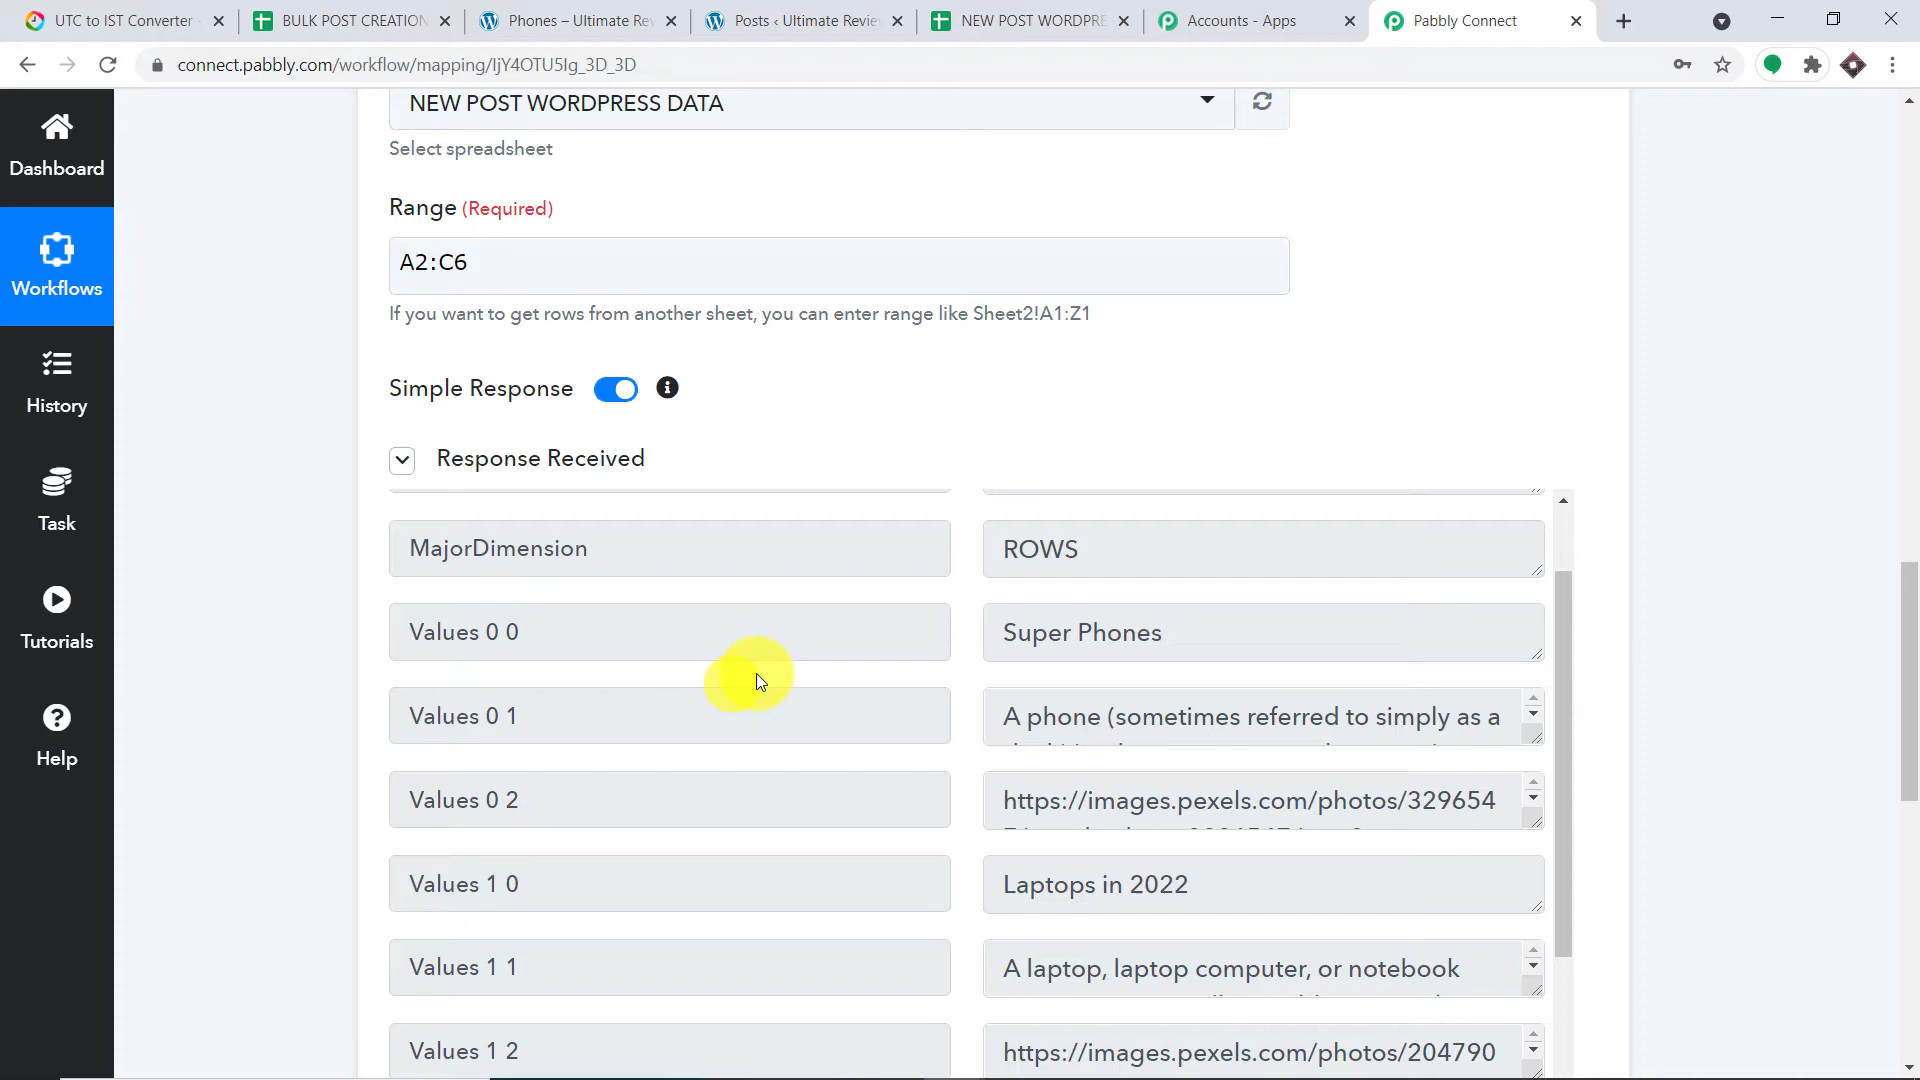 UTC to IST Converter -
BULK POST CREATION
Phones – Ultimate Re
Posts ‹ Ultimate Review
NEW POST WORDPRE
Accounts - Apps
Pabbly Connect
connect.pabbly.com/workflow/mapping/IjY4OTU5Ig_3D_3D
Dashboard
Workflows
History
Task
Tutorials
Help
NEW POST WORDPRESS DATA
Select spreadsheet
Range (Required)
A2:C6
If you want to get rows from another sheet, you can enter range like Sheet2!A1:Z1
Simple Response
Response Received
MajorDimension
ROWS
Values 0 0
Super Phones
Values 0 1
A phone (sometimes referred to simply as a
Values 0 2
https://images.pexels.com/photos/329654
Values 1 0
Laptops in 2022
Values 1 1
A laptop, laptop computer, or notebook
Values 1 2
https://images.pexels.com/photos/204790